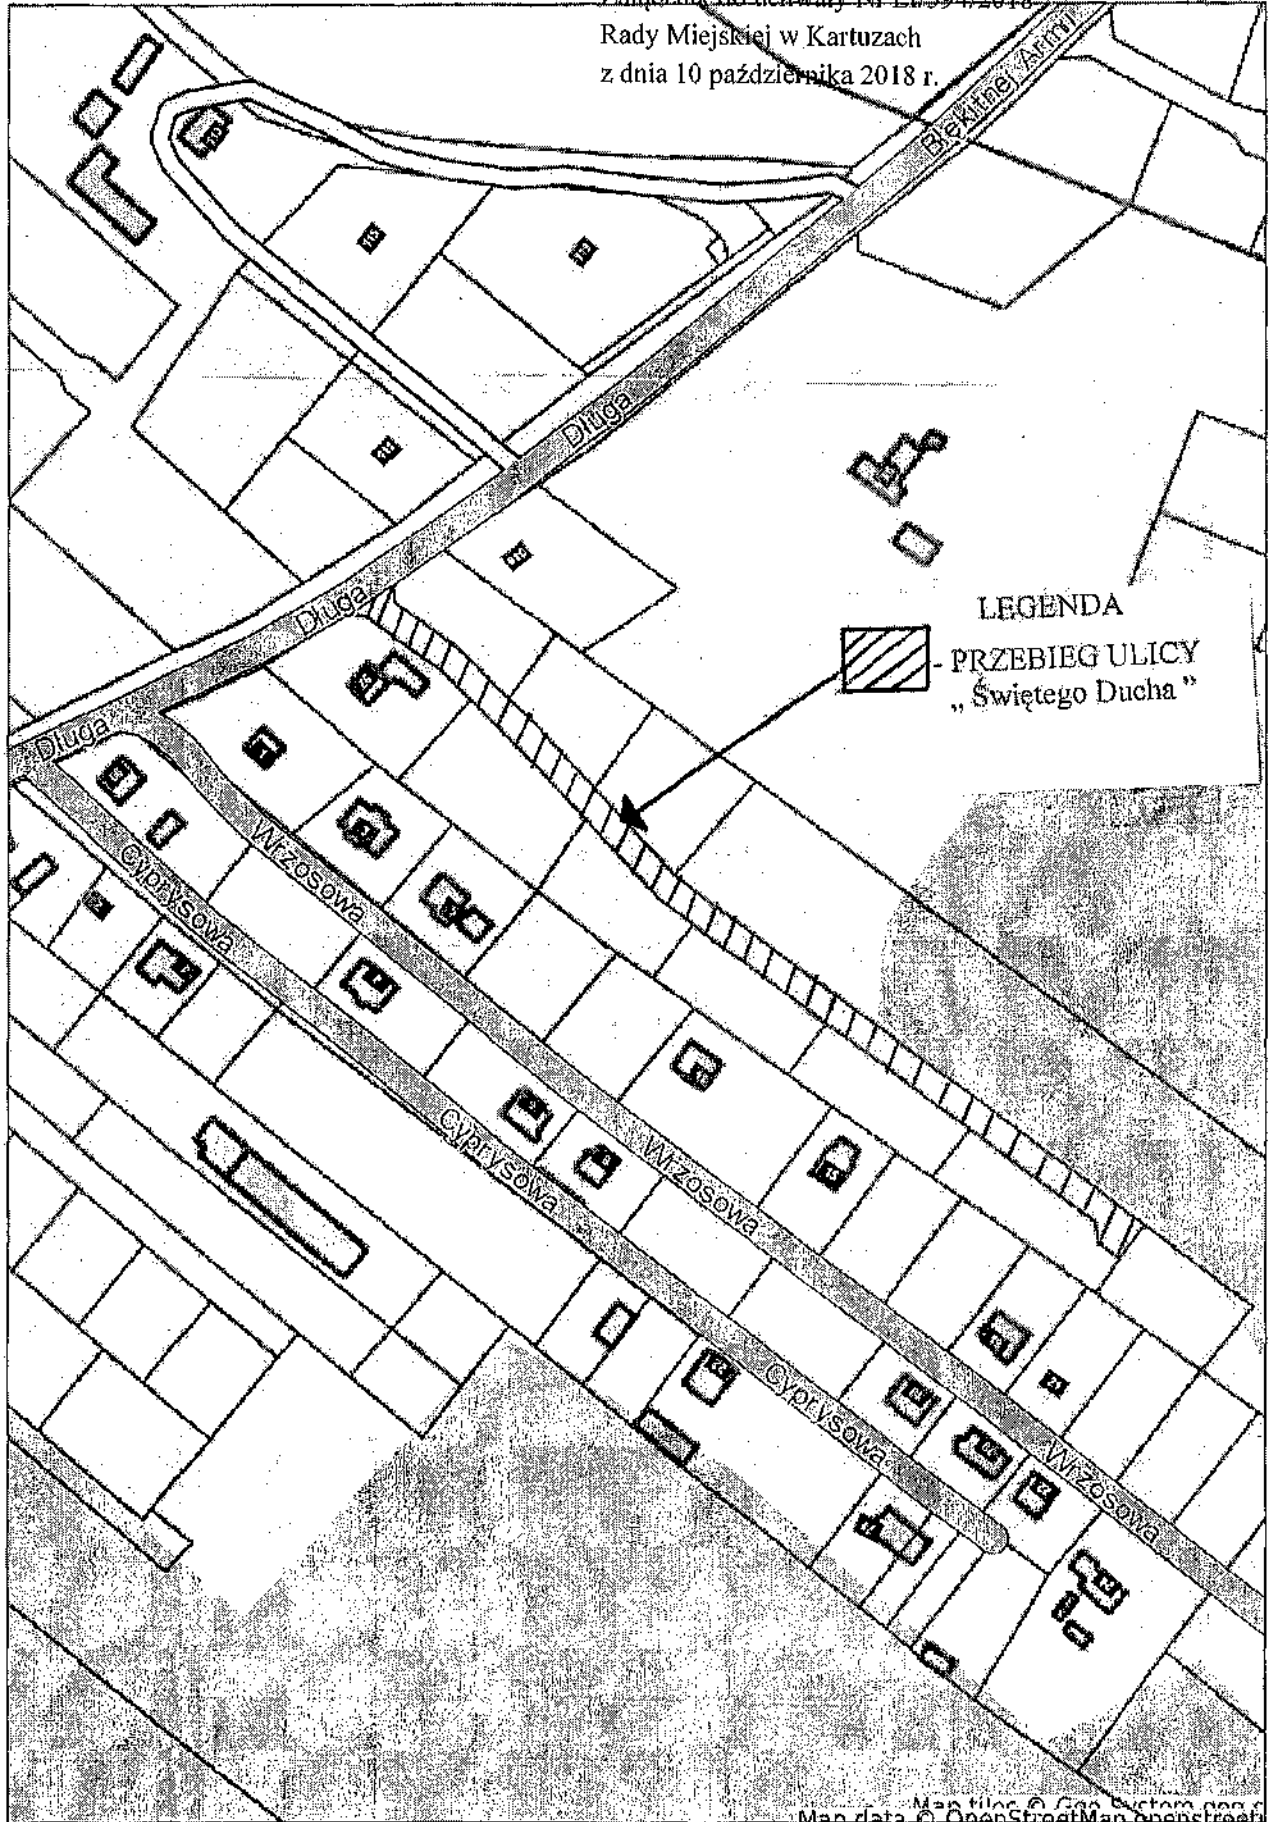 Rady Miejskiej w Kartuzach
z dnia 10 października 2018 r.
Błękitnej Armii
Długa
Długa
LEGENDA
- PRZEBIEG ULICY
„ Świętego Ducha ”
Długa
Wrzosowa
Cyprysowa
Cyprysowa
Wrzosowa
Cyprysowa
Wrzosowa
Map data © OpenStreetMap